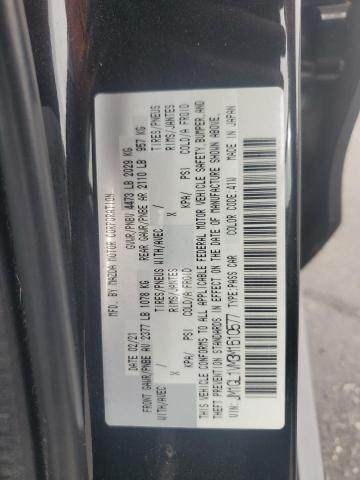 MFD. BY MAZDA MOTOR CORPORATION
02/21 GVWR/PNBV 4473 LB 2029 KG
FRONT GAWR/PNBE AV 2377 LB 1078 KG REAR GAWR/PNBE AR 2110 LB 957 KG
WITH/AVEC / TIRES/PNEUS WITH/AVEC / TIRES/PNEUS
X RIMS/JANTES X RIMS/JANTES
KPA/ PSI COLD/A FROID KPA/ PSI COLD/A FROID
THIS VEHICLE CONFORMS TO ALL APPLICABLE FEDERAL MOTOR VEHICLE SAFETY, BUMPER, AND
THEFT PREVENTION STANDARDS IN EFFECT ON THE DATE OF MANUFACTURE SHOWN ABOVE.
MADE IN JAPAN
VIN: JM1GL1VM3M1610577 TYPE: PASS CAR COLOR CODE: 41W